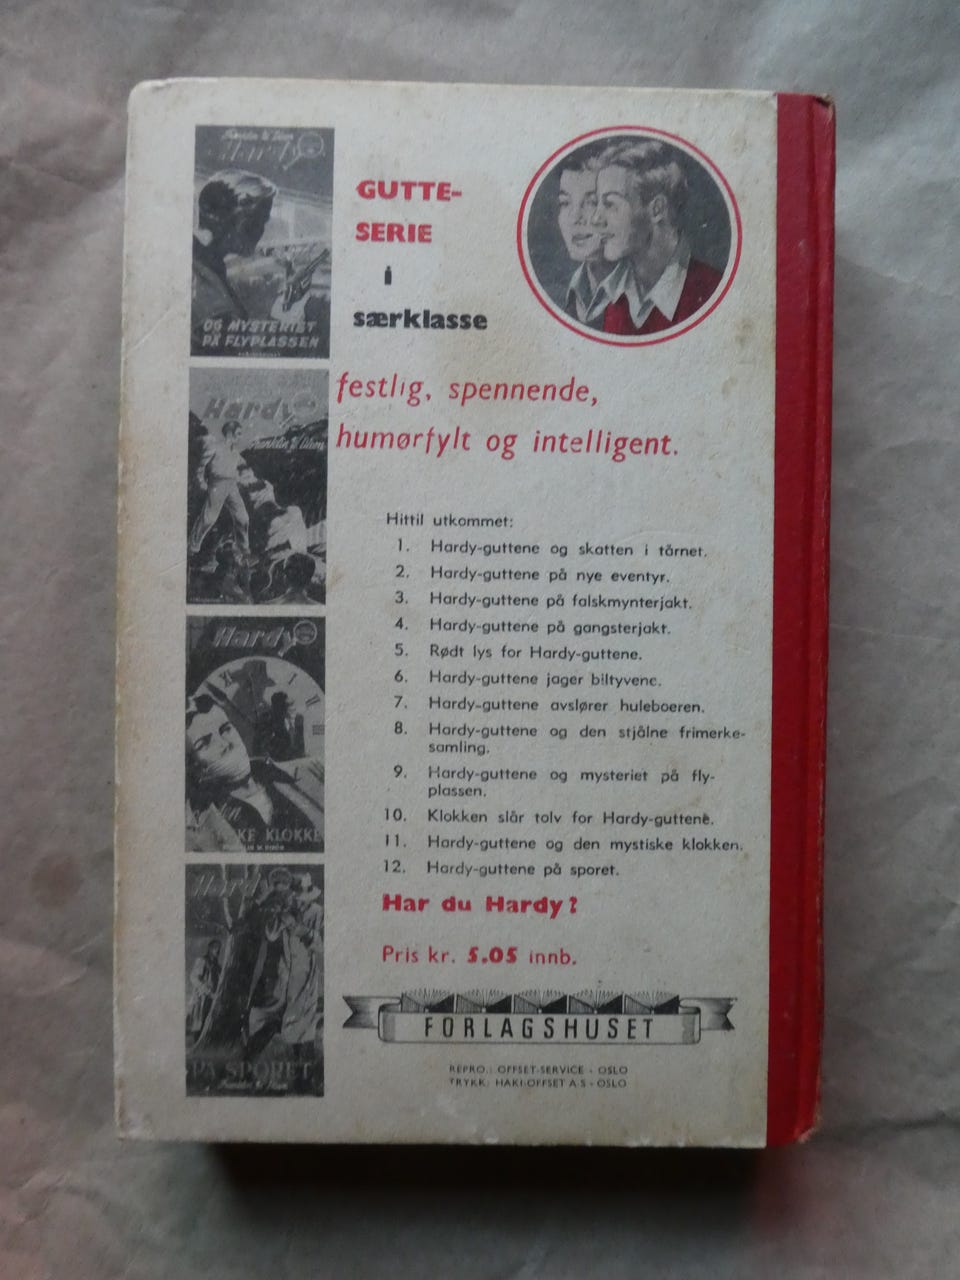 Hardy
OG MYSTERIET
PÅ FLYPLASSEN
Hardy
Hardy
KE KLOKKE
Hardy
PÅ SPORET
GUTTE-
SERIE
i
særklasse
festlig, spennende,
humørfylt og intelligent.
Hittil utkommet:
1. Hardy-guttene og skatten i tårnet.
2. Hardy-guttene på nye eventyr.
3. Hardy-guttene på falskmynterjakt.
4. Hardy-guttene på gangsterjakt.
5. Rødt lys for Hardy-guttene.
6. Hardy-guttene jager biltyvene.
7. Hardy-guttene avslører huleboeren.
8. Hardy-guttene og den stjålne frimerke-
samling.
9. Hardy-guttene og mysteriet på fly-
plassen.
10. Klokken slår tolv for Hardy-guttene.
11. Hardy-guttene og den mystiske klokken.
12. Hardy-guttene på sporet.
Har du Hardy?
Pris kr. 5.05 innb.
FORLAGSHUSET
REPRO.: OFFSET-SERVICE - OSLO
TRYKK: HAKI-OFFSET A.S - OSLO